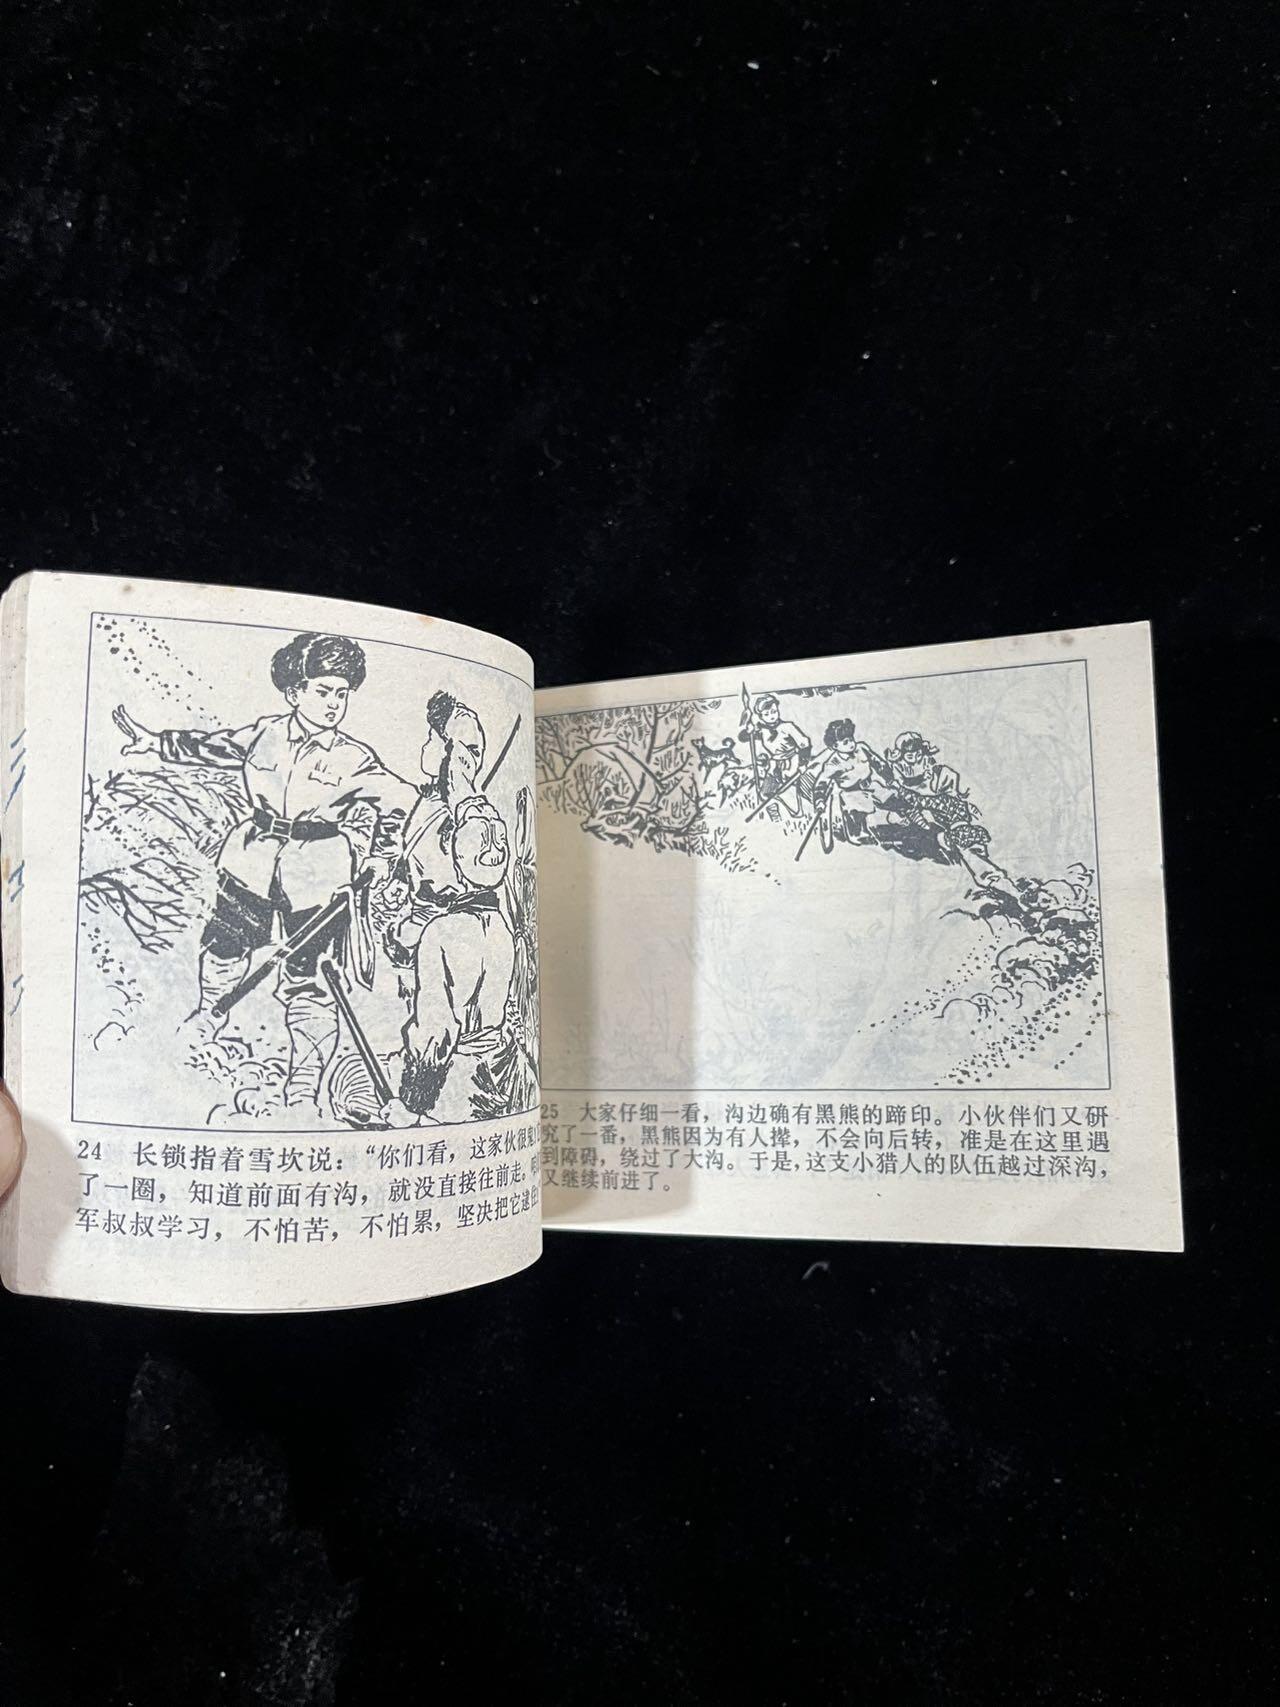 24 长锁指着雪坎说：“你们看，这家伙很鬼
了一圈，知道前面有沟，就没直接往前走。
军叔叔学习，不怕苦，不怕累，坚决把它逮住
25 大家仔细一看，沟边确有黑熊的蹄印。小伙伴们又研
究了一番，黑熊因为有人撵，不会向后转，准是在这里遇
到障碍，绕过了大沟。于是，这支小猎人的队伍越过深沟，
又继续前进了。